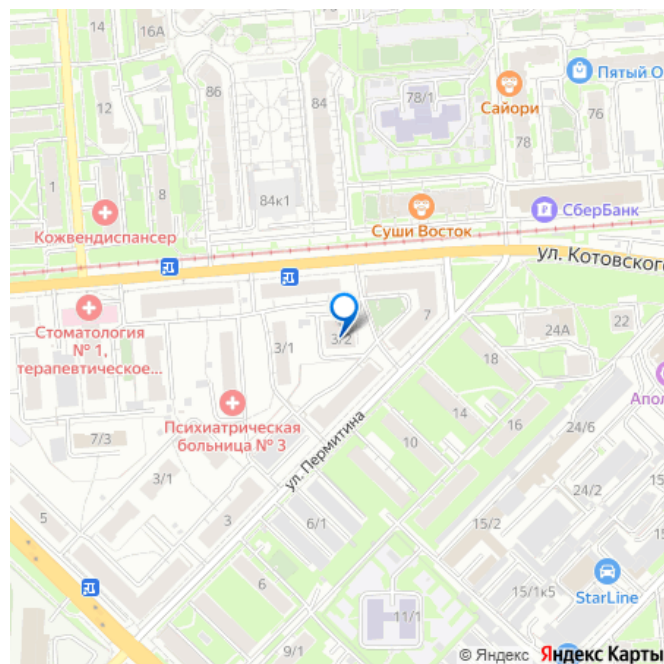 14
16А
86
84
78/1
Сайори
Пятый О
12
78
76
1
8
84к1
Кожвендиспансер
Суши Восток
СберБанк
ул. Котовского
Стоматология
№ 1,
терапевтическое...
3/1
3/2
7
24А
22
18
Апол
Психиатрическая
больница № 3
7/3
14
16
10
24/6
ул. Пермитина
3/1
24/2
5
3
6/1
15/2
6
15/1к5
StarLine
11/1
9/1
© Яндекс Яндекс Карты